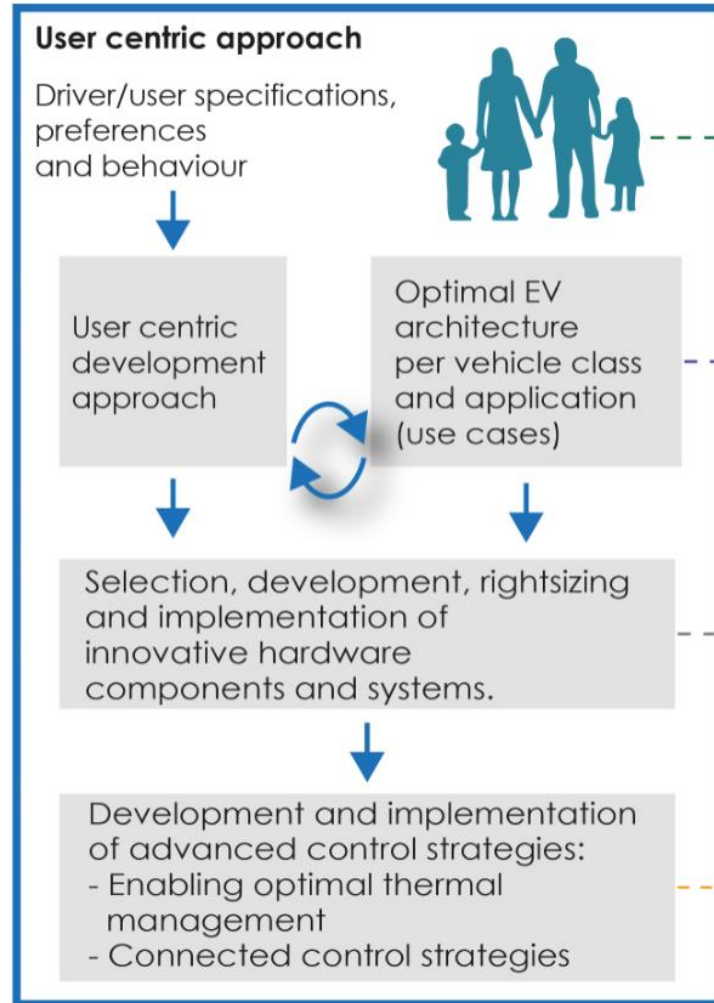 User centric approach
Driver/user specifications,
preferences
and behaviour
User centric
development
approach
Optimal EV
architecture
per vehicle class
and application
(use cases)
Selection, development, rightsizing
and implementation of
innovative hardware
components and systems.
Development and implementation
of advanced control strategies:
- Enabling optimal thermal
management
- Connected control strategies